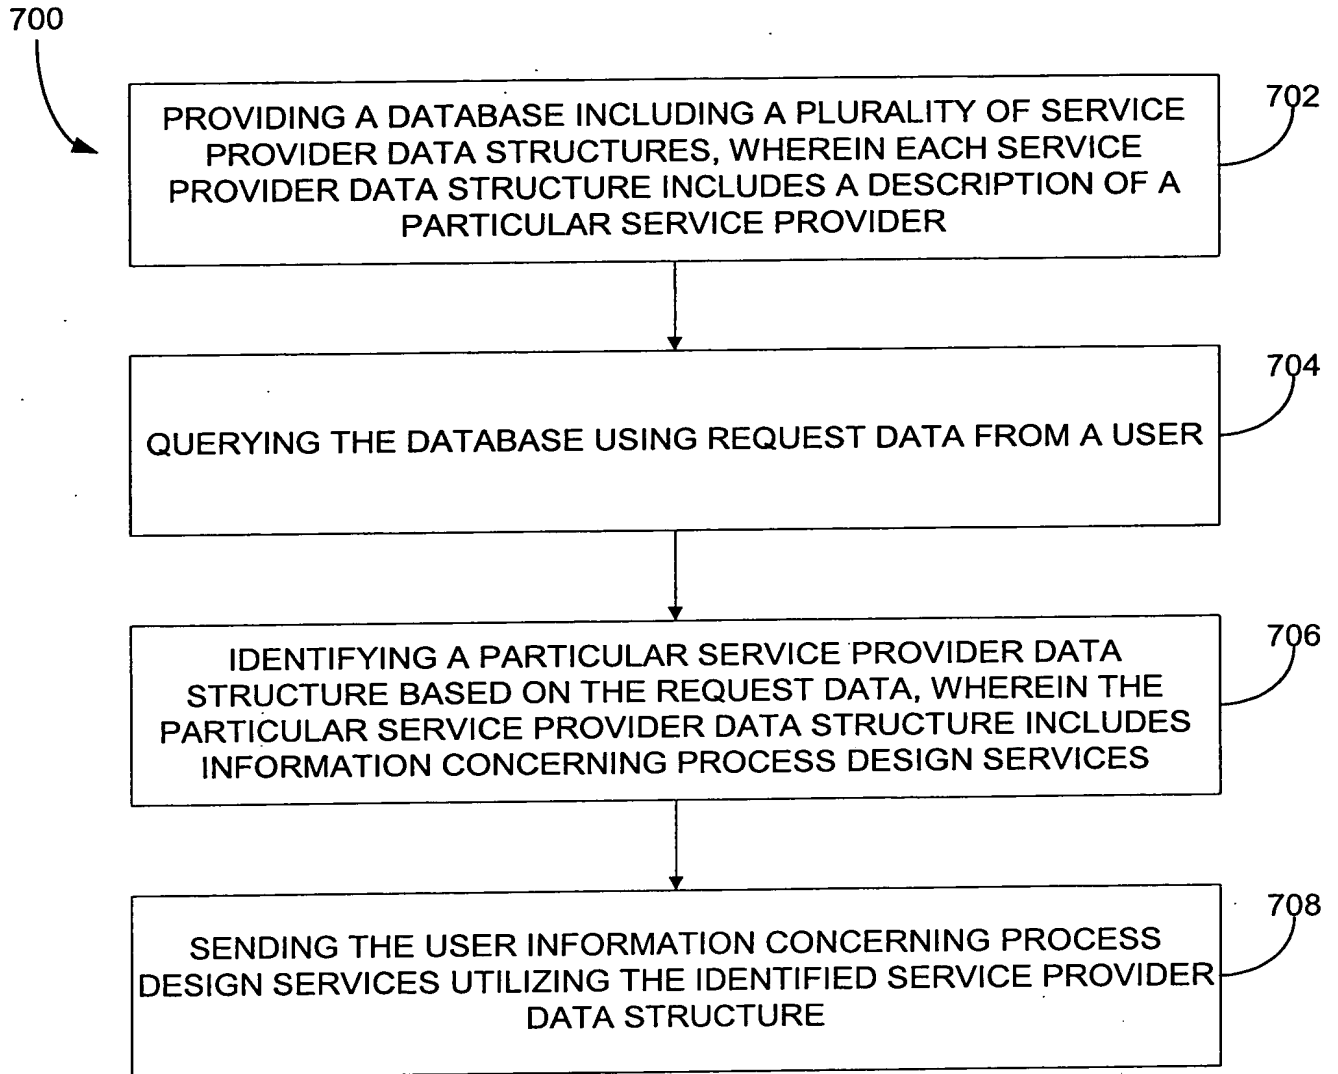 700
702
PROVIDING A DATABASE INCLUDING A PLURALITY OF SERVICE
PROVIDER DATA STRUCTURES, WHEREIN EACH SERVICE
PROVIDER DATA STRUCTURE INCLUDES A DESCRIPTION OF A
PARTICULAR SERVICE PROVIDER
704
QUERYING THE DATABASE USING REQUEST DATA FROM A USER
706
IDENTIFYING A PARTICULAR SERVICE PROVIDER DATA
STRUCTURE BASED ON THE REQUEST DATA, WHEREIN THE
PARTICULAR SERVICE PROVIDER DATA STRUCTURE INCLUDES
INFORMATION CONCERNING PROCESS DESIGN SERVICES
708
SENDING THE USER INFORMATION CONCERNING PROCESS
DESIGN SERVICES UTILIZING THE IDENTIFIED SERVICE PROVIDER
DATA STRUCTURE